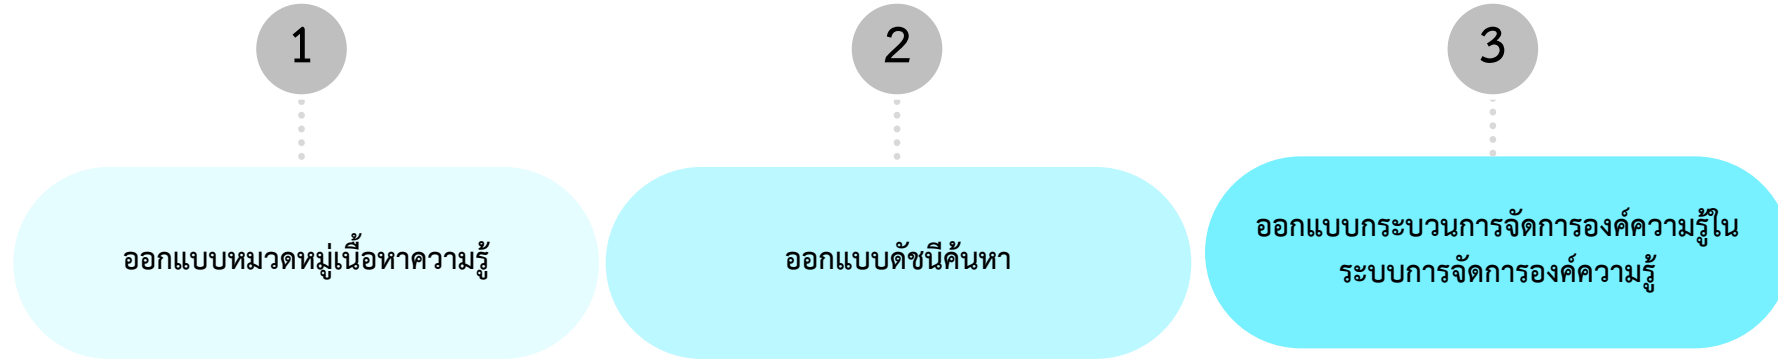 1
2
3
ออกแบบหมวดหมู่เนื้อหาความรู้
ออกแบบดัชนีค้นหา
ออกแบบกระบวนการจัดการองค์ความรู้ใน
ระบบการจัดการองค์ความรู้